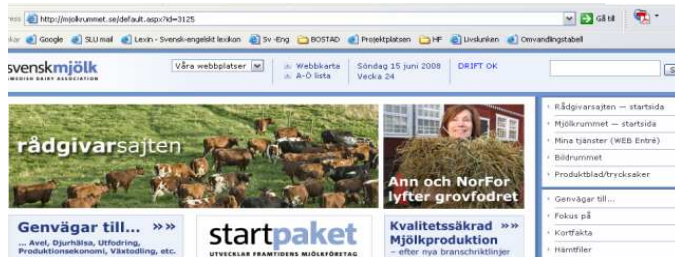 http://mjolkrummet.se/default.aspx?id=3125
Gå till
Google SLU mail Lexin - Svensk-engelskt lexikon Sv -Eng BOSTAD Projektplatsen HF Livslunken Omvandlingstabell
svenskmjölk
SWEDISH DAIRY ASSOCIATION
Våra webbplatser
Webbkarta
A-Ö lista
Söndag 15 juni 2008
Vecka 24
DRIFT OK
rådgivarsajten
Ann och NorFor
lyfter grovfodret
Rådgivarsajten — startsida
Mjölkrummet — startsida
Mina tjänster (WEB Entré)
Bildrummet
Produktblad/trycksaker
Genvägar till...
Fokus på
Kortfakta
Hämtfiler
Genvägar till... »»
... Avel, Djurhälsa, Utfodring,
Produktionsekonomi, Växtodling, etc.
startpaket
UTVECKLAR FRAMTIDENS MJÖLKFÖRETAG
Kvalitetssäkrad »»
Mjölkproduktion
– efter nya branschriktlinjer